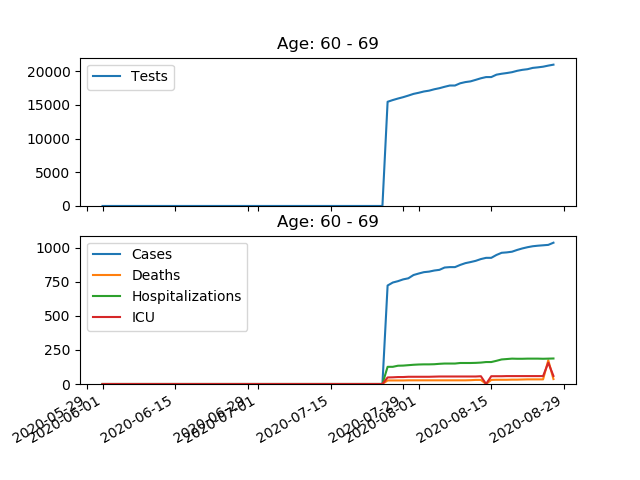 Age: 60 - 69
20000
15000
10000
5000
0
Tests
Age: 60 - 69
1000
750
500
250
0
Cases
Deaths
Hospitalizations
ICU
2020-05-29
2020-06-01
2020-06-15
2020-06-29
2020-07-01
2020-07-15
2020-07-29
2020-08-01
2020-08-15
2020-08-29